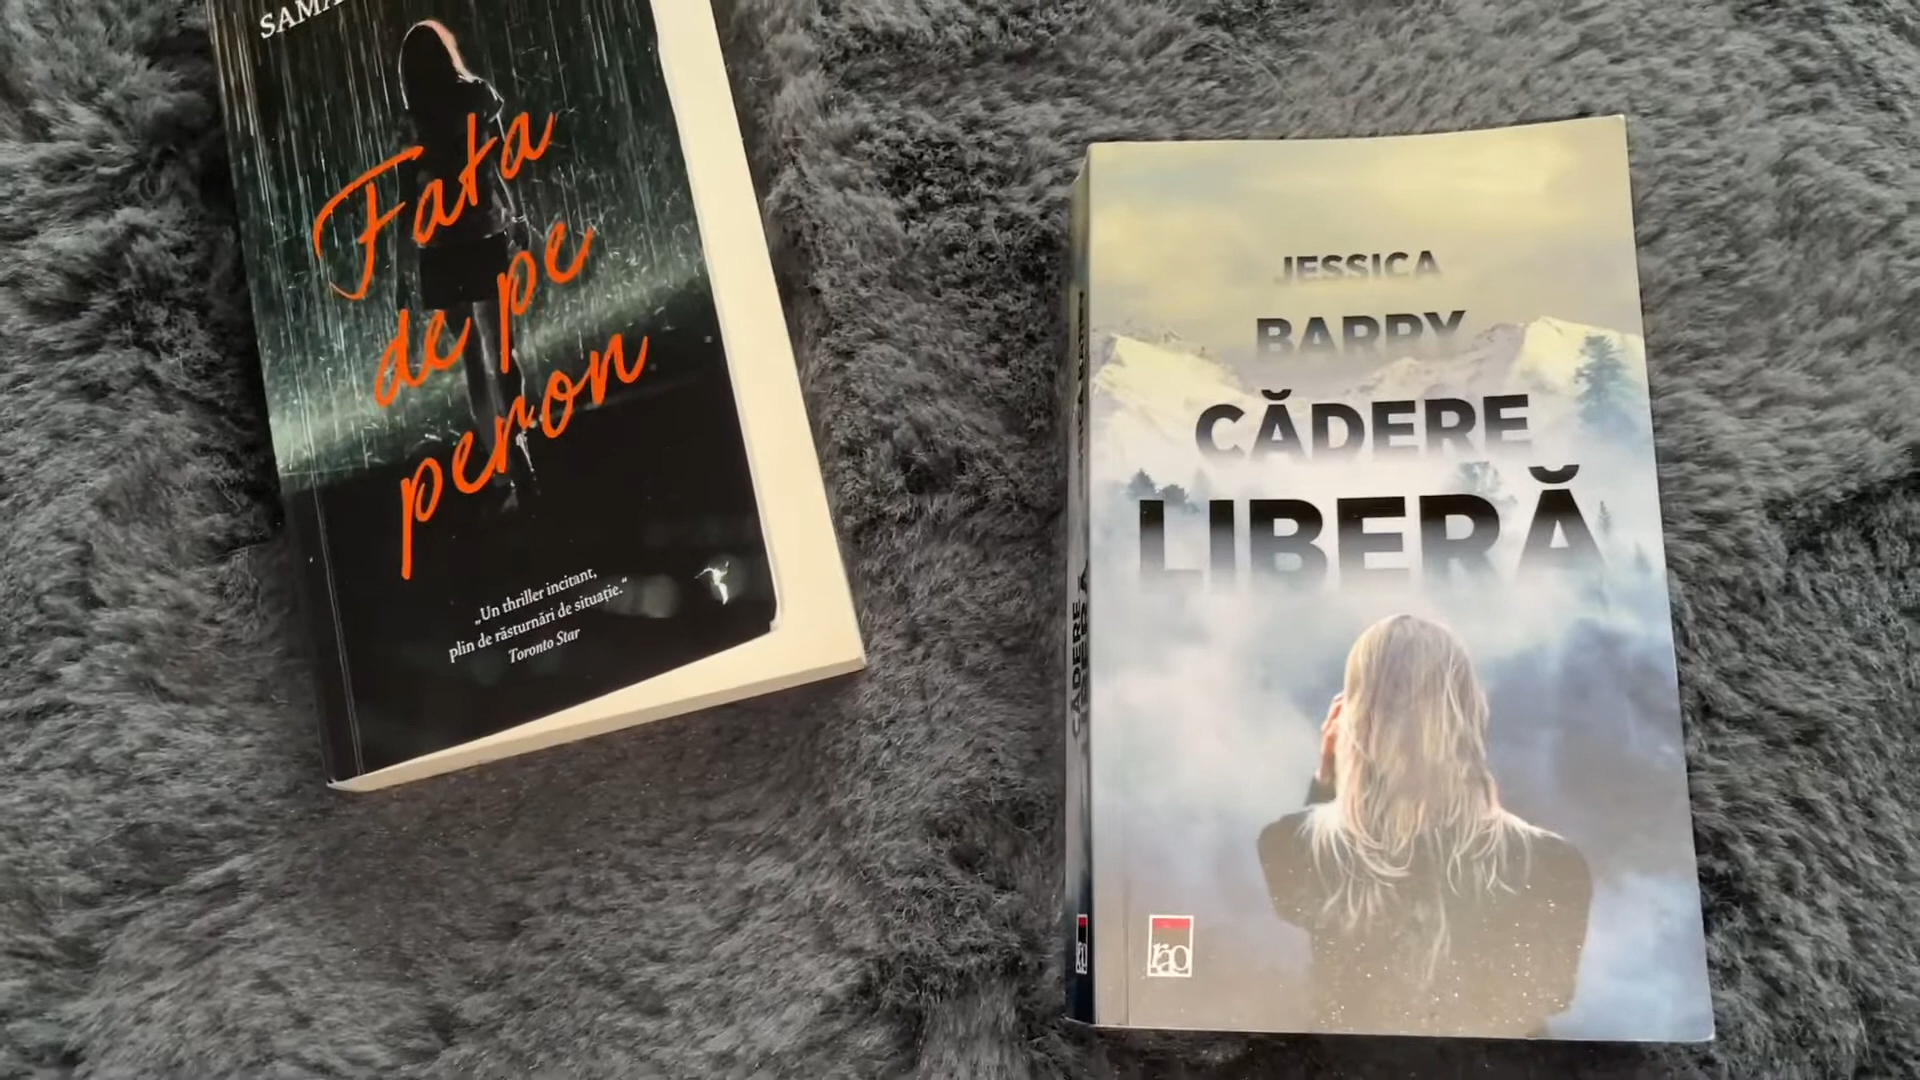 Fata
de pe
peron
„Un thriller incitant,
plin de răsturnări de situație.“
Toronto Star
JESSICA
BARRY
CĂDERE
LIBERĂ
rao
CĂDERE
LIBERĂ
rao